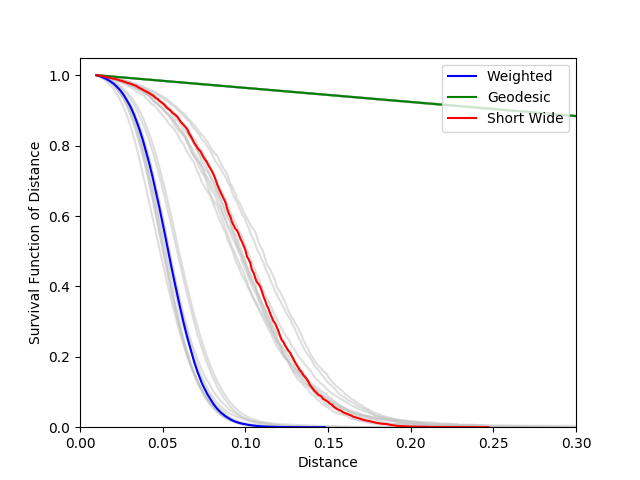 Weighted
Geodesic
Short Wide
1.0
0.8
0.6
0.4
0.2
0.0
Survival Function of Distance
0.00 0.05 0.10 0.15 0.20 0.25 0.30
Distance